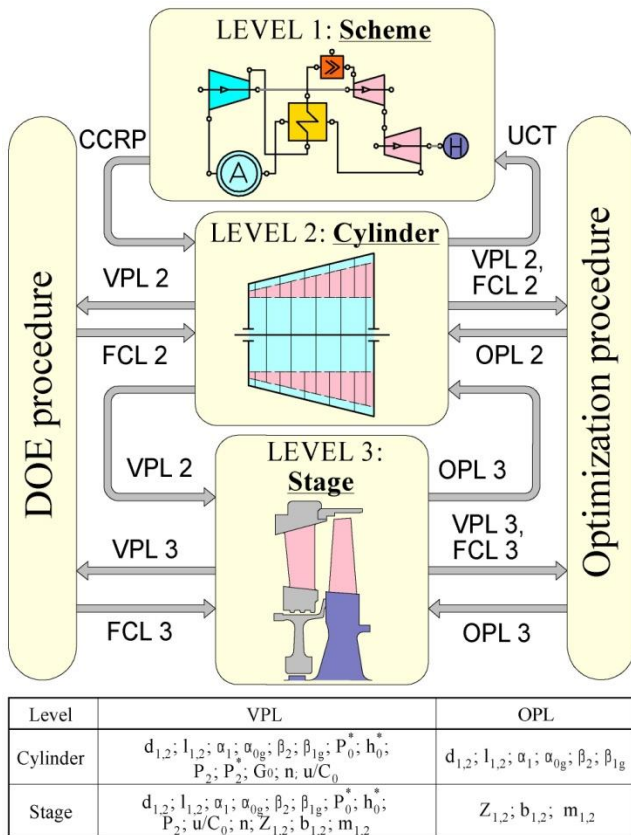 LEVEL 1: Scheme
A
H
CCRP
UCT
LEVEL 2: Cylinder
VPL 2
VPL 2,
FCL 2
FCL 2
OPL 2
DOE procedure
Optimization procedure
LEVEL 3:
Stage
VPL 2
OPL 3
VPL 3
VPL 3,
FCL 3
FCL 3
OPL 3
Level VPL OPL
Cylinder d₁,₂; l₁,₂; α₁; α₀g; β₂; β₁g; P₀*; h₀*;
P₂; P₂*; G₀; n; u/C₀
d₁,₂; l₁,₂; α₁; α₀g; β₂; β₁g
Stage d₁,₂; l₁,₂; α₁; α₀g; β₂; β₁g; P₀*; h₀*;
P₂; u/C₀; n; Z₁,₂; b₁,₂; m₁,₂
Z₁,₂; b₁,₂; m₁,₂